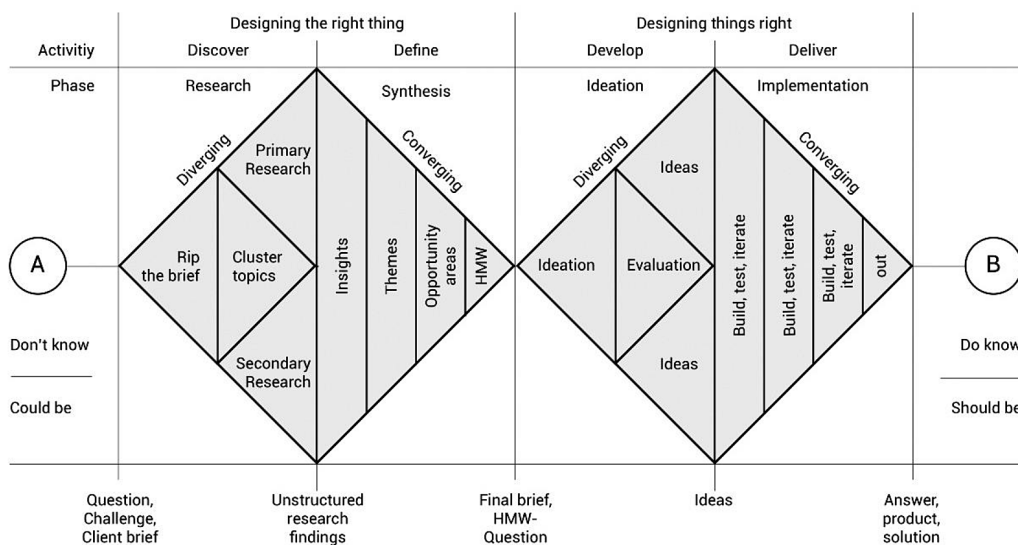 Designing the right thing
Designing things right
Activitiy
Discover
Define
Develop
Deliver
Phase
Research
Synthesis
Ideation
Implementation
Diverging
Primary
Research
Converging
Diverging
Ideas
Converging
A
Rip
the brief
Cluster
topics
Insights
Themes
Opportunity
areas
HMW
Ideation
Evaluation
Build, test, iterate
Build, test, iterate
Build, test,
iterate
out
B
Don't know
Could be
Secondary
Research
Ideas
Do know
Should be
Question,
Challenge,
Client brief
Unstructured
research
findings
Final brief,
HMW-
Question
Ideas
Answer,
product,
solution